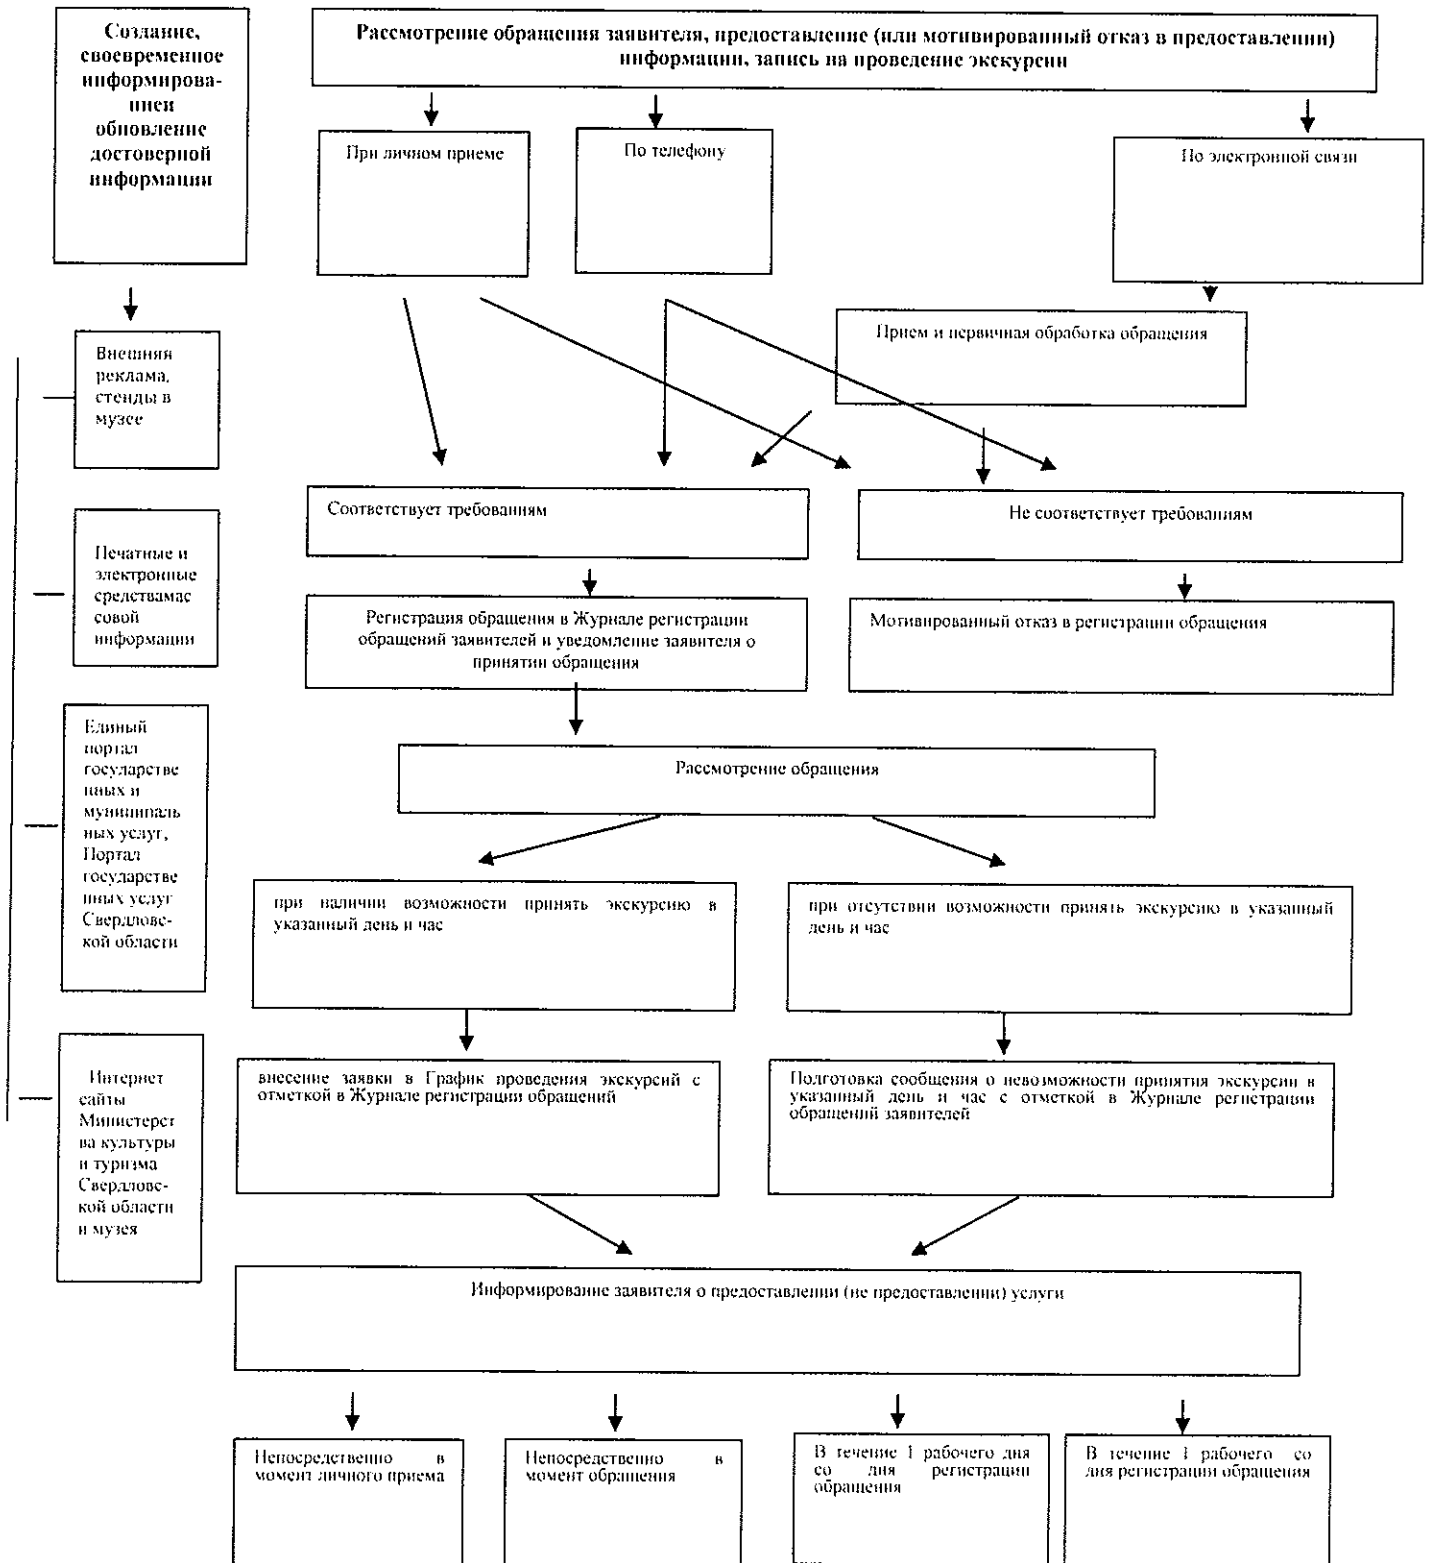 Создание,
своевременное
информирова-
ниеи
обновление
достоверной
информации
Рассмотрение обращения заявителя, предоставление (или мотивированный отказ в предоставлении)
информации, запись на проведение экскурсии
При личном приеме
По телефону
По электронной связи
Прием и первичная обработка обращения
Внешняя
реклама,
стенды в
музее
Печатные и
электронные
средствамас
совой
информации
Единый
портал
государстве
нных и
муниципаль
ных услуг,
Портал
государстве
нных услуг
Свердловс-
кой области
Интернет
сайты
Министерст
ва культуры
и туризма
Свердловс-
кой области
и музея
Соответствует требованиям
Не соответствует требованиям
Регистрация обращения в Журнале регистрации
обращений заявителей и уведомление заявителя о
принятии обращения
Мотивированный отказ в регистрации обращения
Рассмотрение обращения
при наличии возможности принять экскурсию в
указанный день и час
при отсутствии возможности принять экскурсию в указанный
день и час
внесение заявки в График проведения экскурсий с
отметкой в Журнале регистрации обращений
Подготовка сообщения о невозможности принятия экскурсии в
указанный день и час с отметкой в Журнале регистрации
обращений заявителей
Информирование заявителя о предоставлении (не предоставлении) услуги
Непосредственно в
момент личного приема
Непосредственно в
момент обращения
В течение 1 рабочего дня
со дня регистрации
обращения
В течение 1 рабочего со
дня регистрации обращения